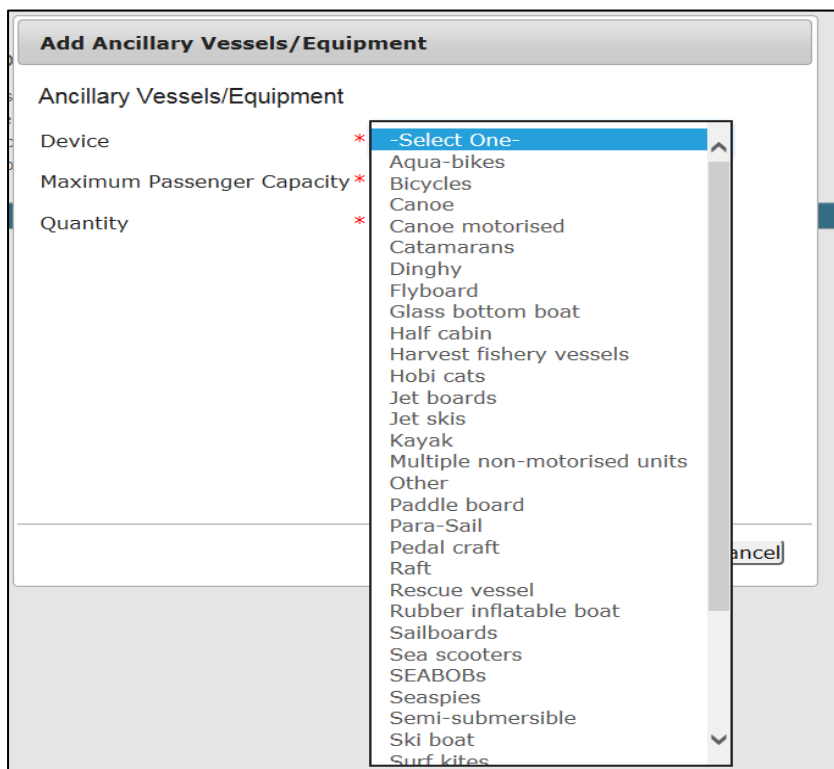 Add Ancillary Vessels/Equipment
Ancillary Vessels/Equipment
Device *
Maximum Passenger Capacity *
Quantity *
-Select One-
Aqua-bikes
Bicycles
Canoe
Canoe motorised
Catamarans
Dinghy
Flyboard
Glass bottom boat
Half cabin
Harvest fishery vessels
Hobi cats
Jet boards
Jet skis
Kayak
Multiple non-motorised units
Other
Paddle board
Para-Sail
Pedal craft
Raft
Rescue vessel
Rubber inflatable boat
Sailboards
Sea scooters
SEABOBs
Seaspies
Semi-submersible
Ski boat
Surf kites
ancel